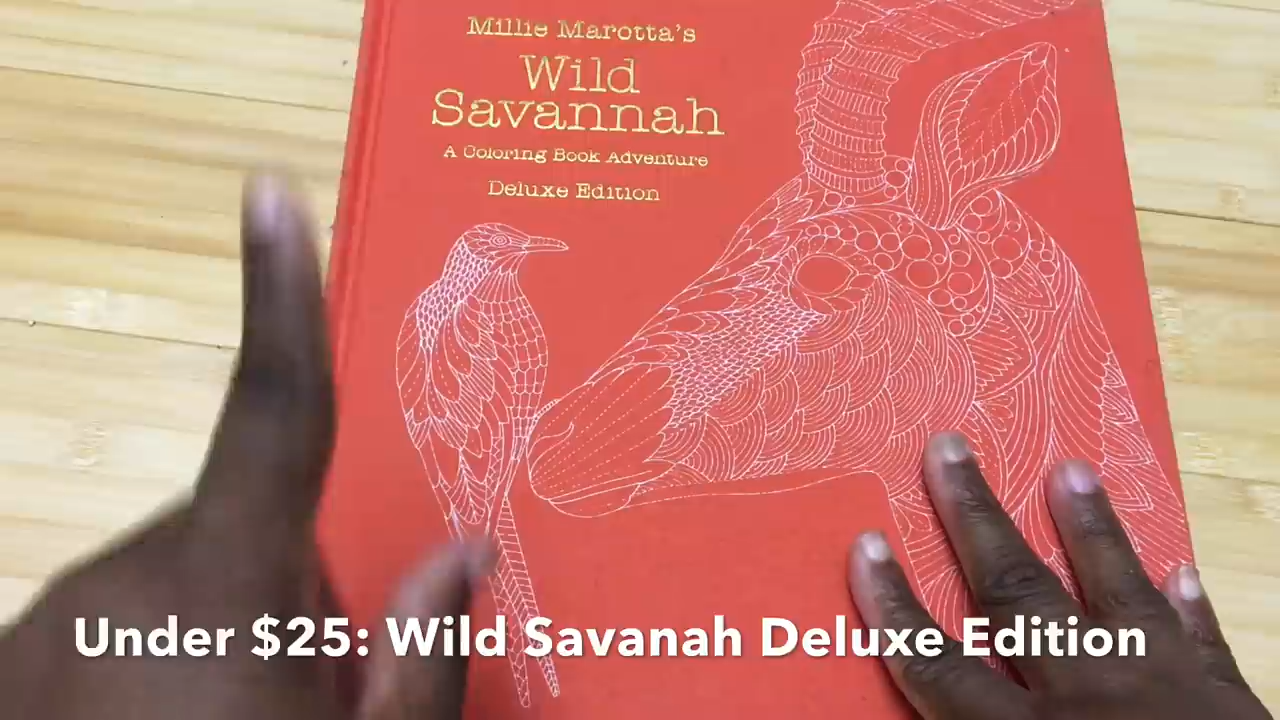 Millie Marotta's
Wild
Savannah
A Coloring Book Adventure
Deluxe Edition
Under $25: Wild Savanah Deluxe Edition